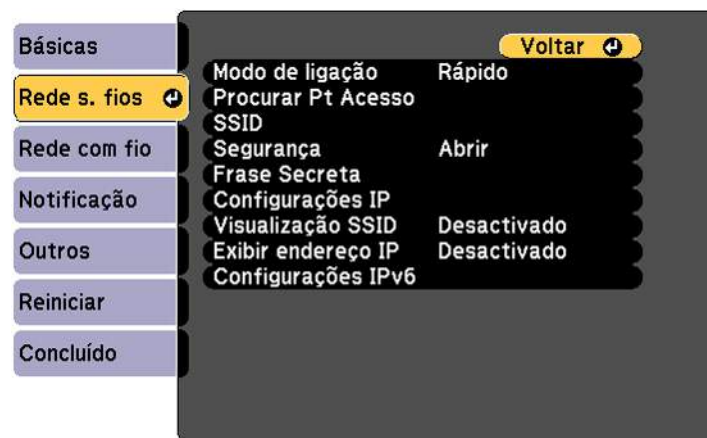 Básicas
Rede s. fios
Rede com fio
Notificação
Outros
Reiniciar
Concluído
Voltar
Modo de ligação Rápido
Procurar Pt Acesso
SSID
Segurança Abrir
Frase Secreta
Configurações IP
Visualização SSID Desactivado
Exibir endereço IP Desactivado
Configurações IPv6